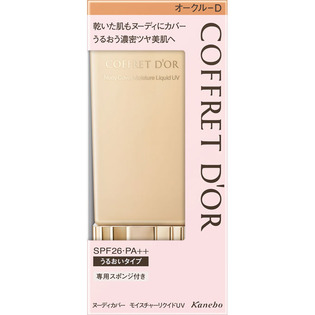 オークルーD
乾いた肌もヌーディにカバー
うるおう濃密ツヤ美肌へ
COFFRET D'OR
COFFRET D'OR
Moisture Liquid UV
SPF26・PA++
うるおいタイプ
専用スポンジ付き
ヌーディカバー モイスチャーリクイドUV
Kanebo